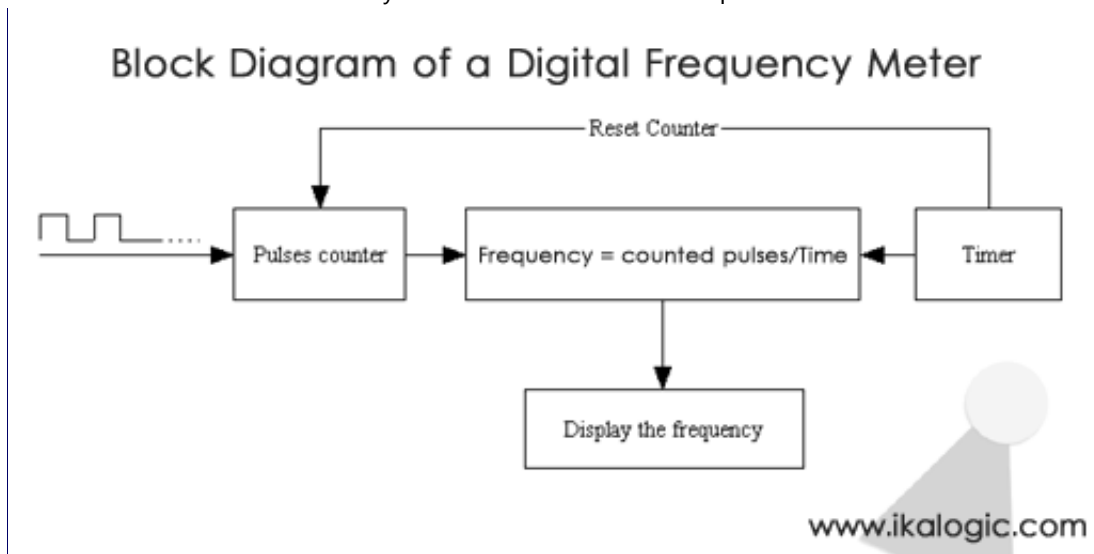 Block Diagram of a Digital Frequency Meter
Reset Counter
Pulses counter
Frequency = counted pulses/Time
Timer
Display the frequency
www.ikalogic.com